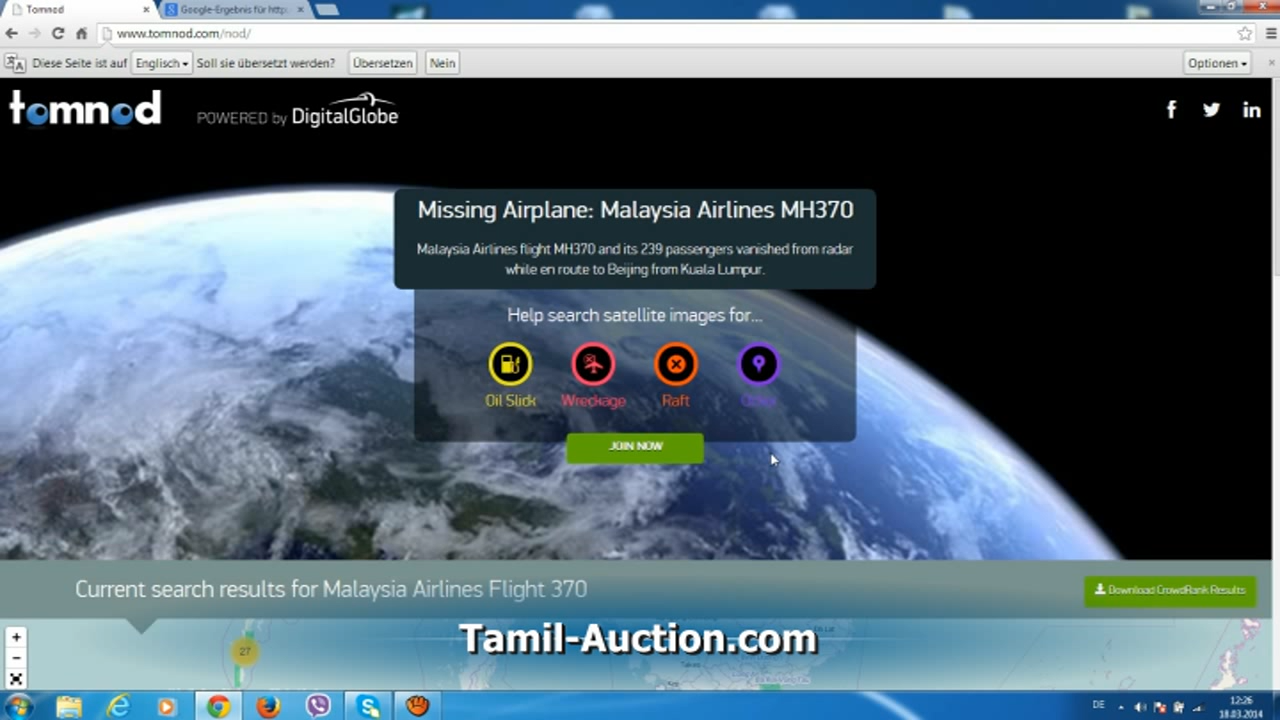 Tomnod
Google-Ergebnis für http:
www.tomnod.com/nod/
Diese Seite ist auf Englisch Soll sie übersetzt werden? Übersetzen Nein Optionen
tomnod POWERED by DigitalGlobe
Missing Airplane: Malaysia Airlines MH370
Malaysia Airlines flight MH370 and its 239 passengers vanished from radar
while en route to Beijing from Kuala Lumpur.
Help search satellite images for...
Oil Slick Wreckage Raft Other
JOIN NOW
Current search results for Malaysia Airlines Flight 370
Download CrowdRank Results
27
Tamil-Auction.com
DE
12:26
18.03.2014